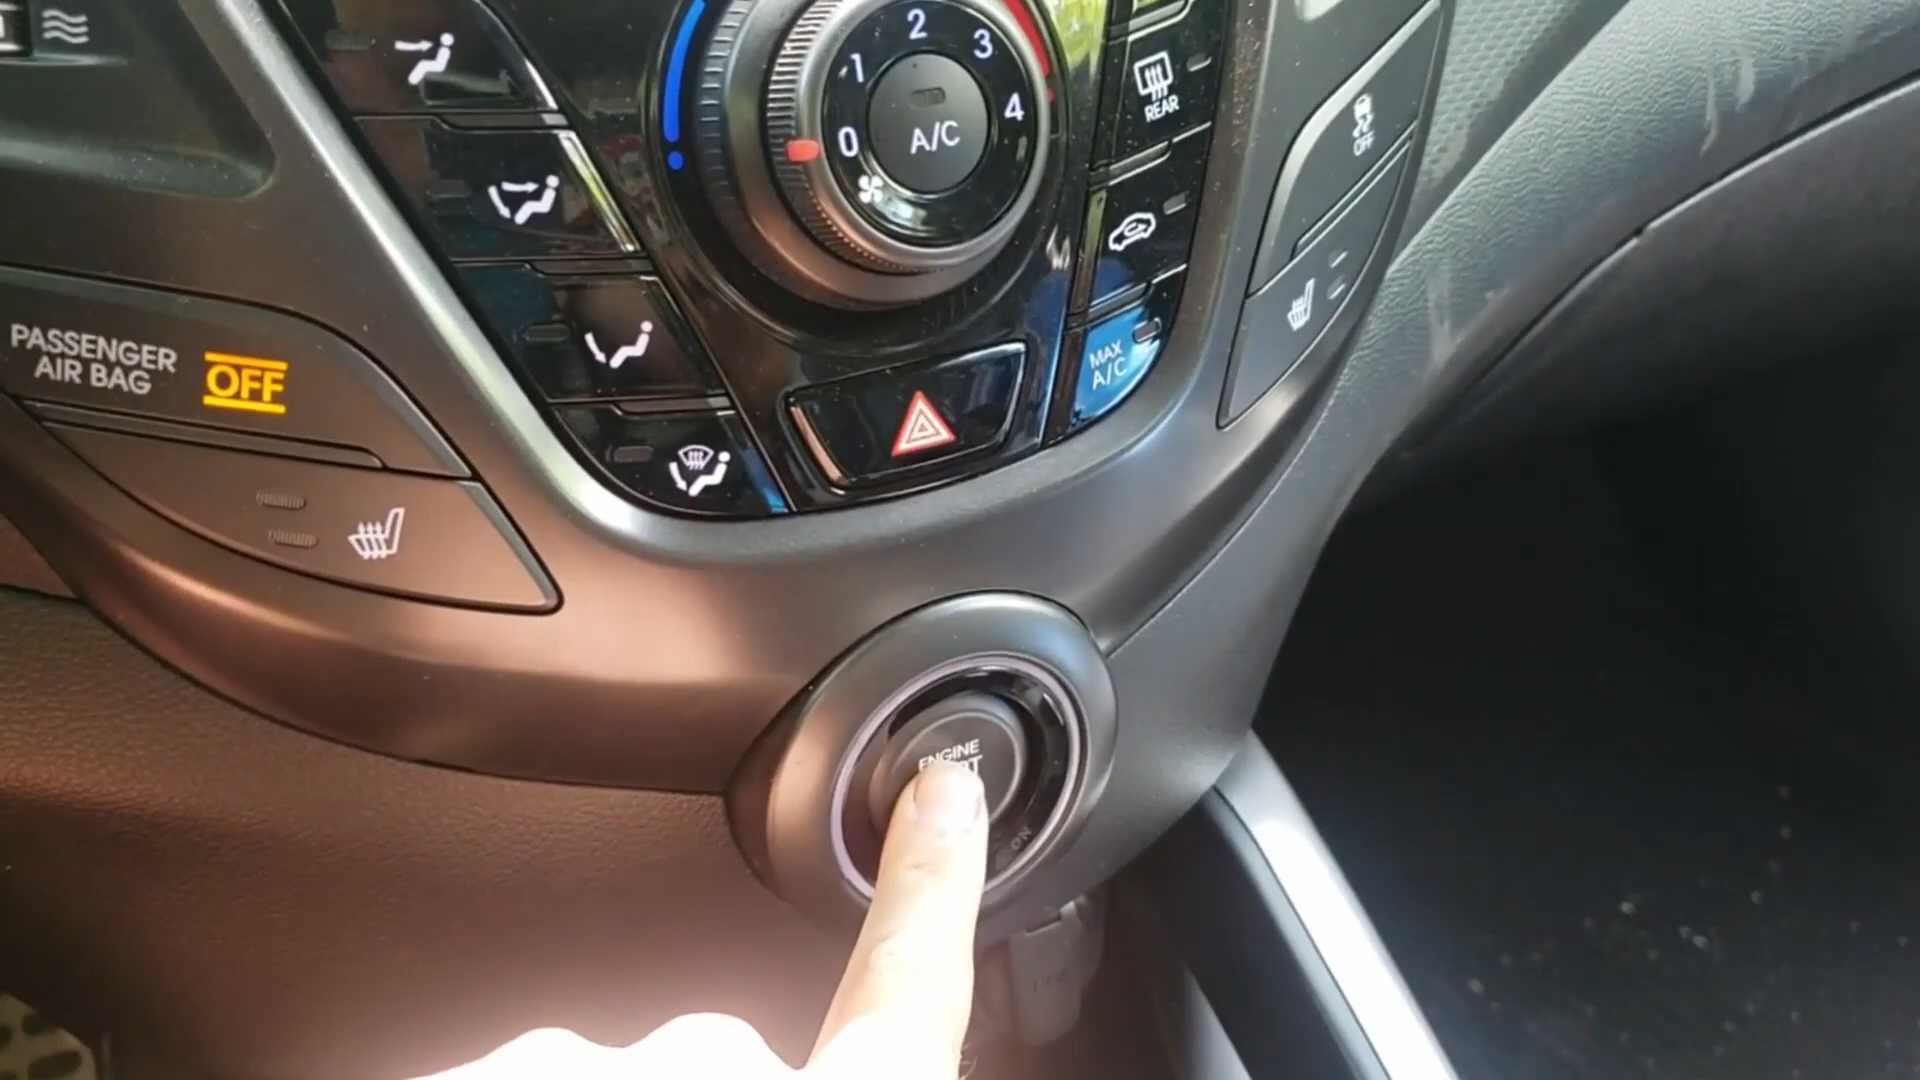 2
1
3
4
0
A/C
REAR
OFF
MAX
A/C
PASSENGER
AIR BAG
OFF
ENGINE
ON